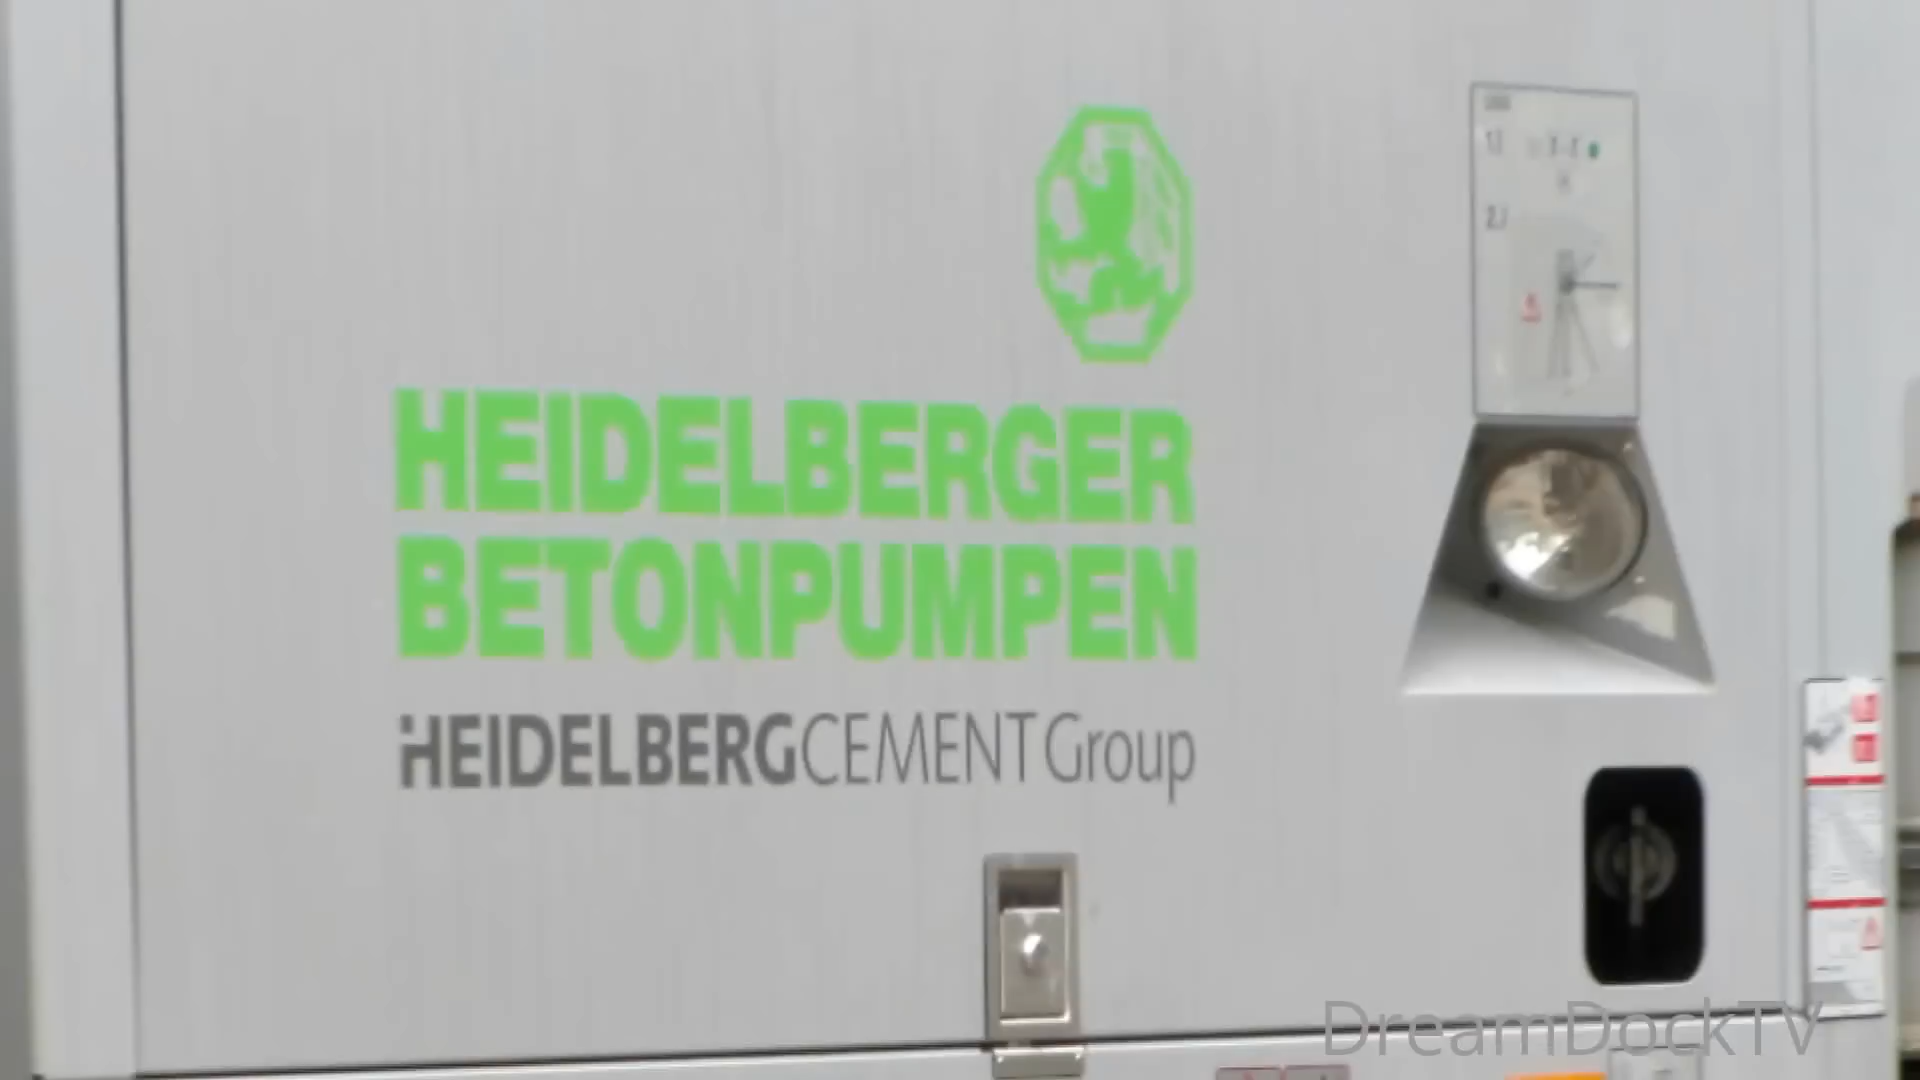 HEIDELBERGER
BETONPUMPEN
HEIDELBERGCEMENT Group
DreamDockTV